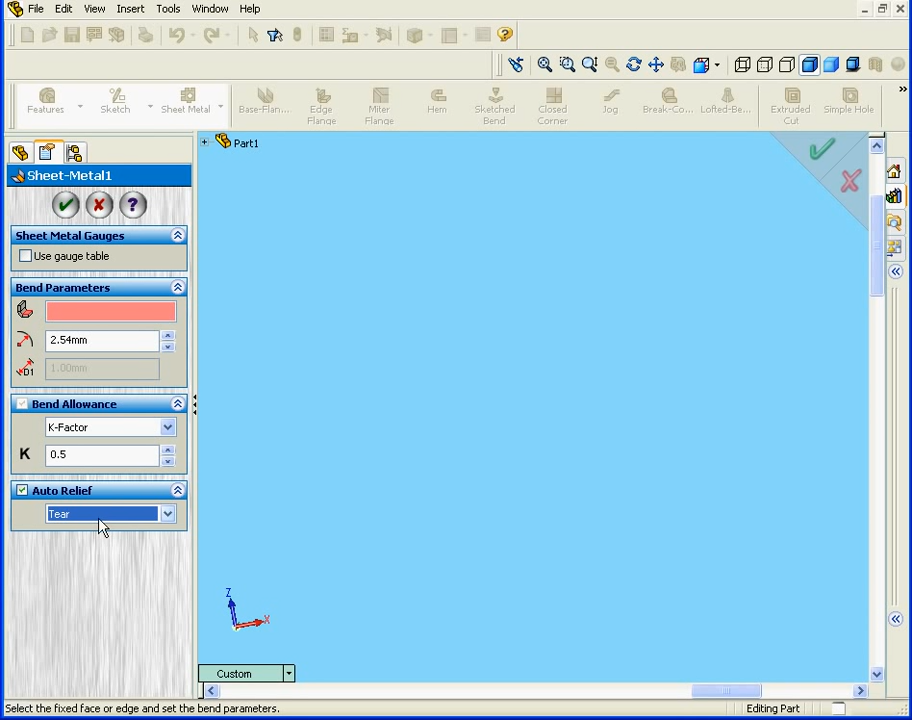 File Edit View Insert Tools Window Help
Features Sketch Sheet Metal Base-Flan... Edge Flange Miter Flange Hem Sketched Bend Closed Corner Jog Break-Co... Lofted-Be... Extruded Cut Simple Hole
Part1
Sheet-Metal1
Sheet Metal Gauges
Use gauge table
Bend Parameters
2.54mm
D1 1.00mm
Bend Allowance
K-Factor
K 0.5
Auto Relief
Tear
Z
X
Custom
Select the fixed face or edge and set the bend parameters. Editing Part